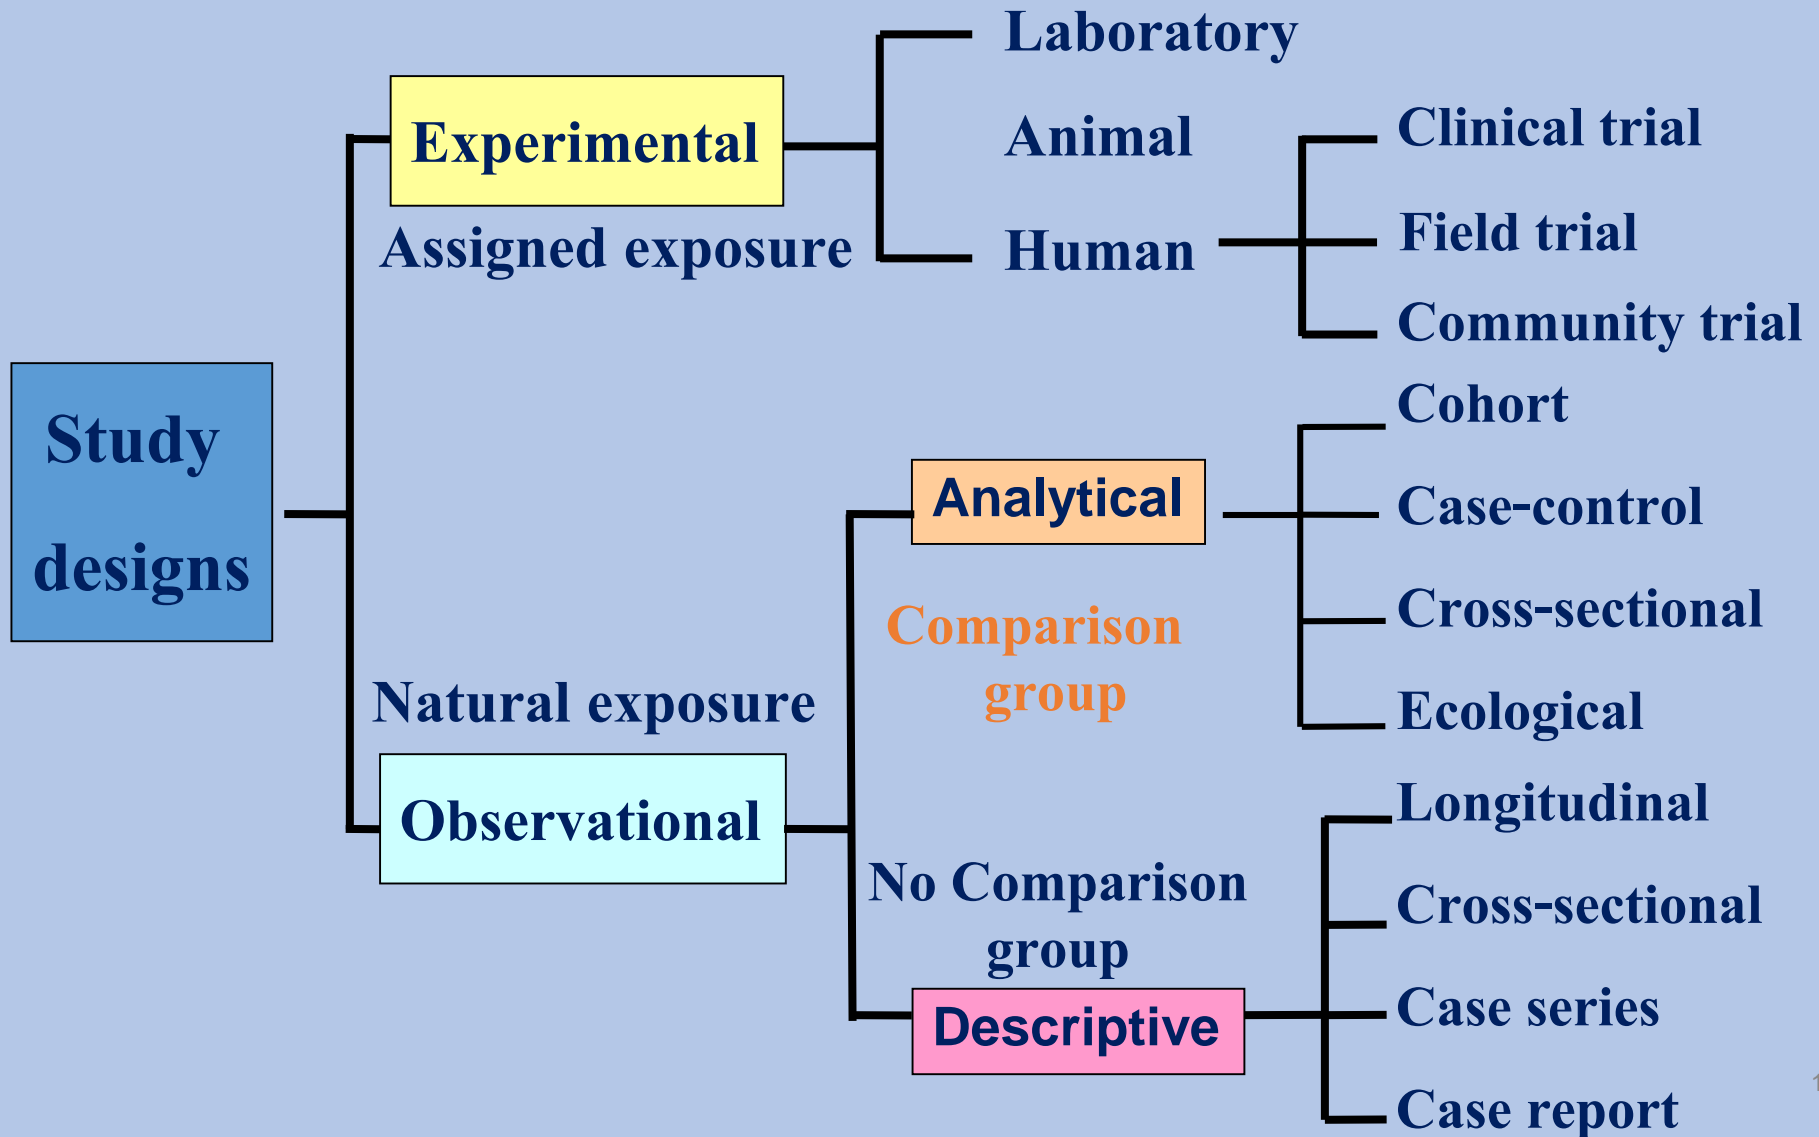 Study
designs
Experimental
Assigned exposure
Laboratory
Animal
Human
Clinical trial
Field trial
Community trial
Natural exposure
Observational
Analytical
Comparison
group
Cohort
Case-control
Cross-sectional
Ecological
No Comparison
group
Descriptive
Longitudinal
Cross-sectional
Case series
Case report